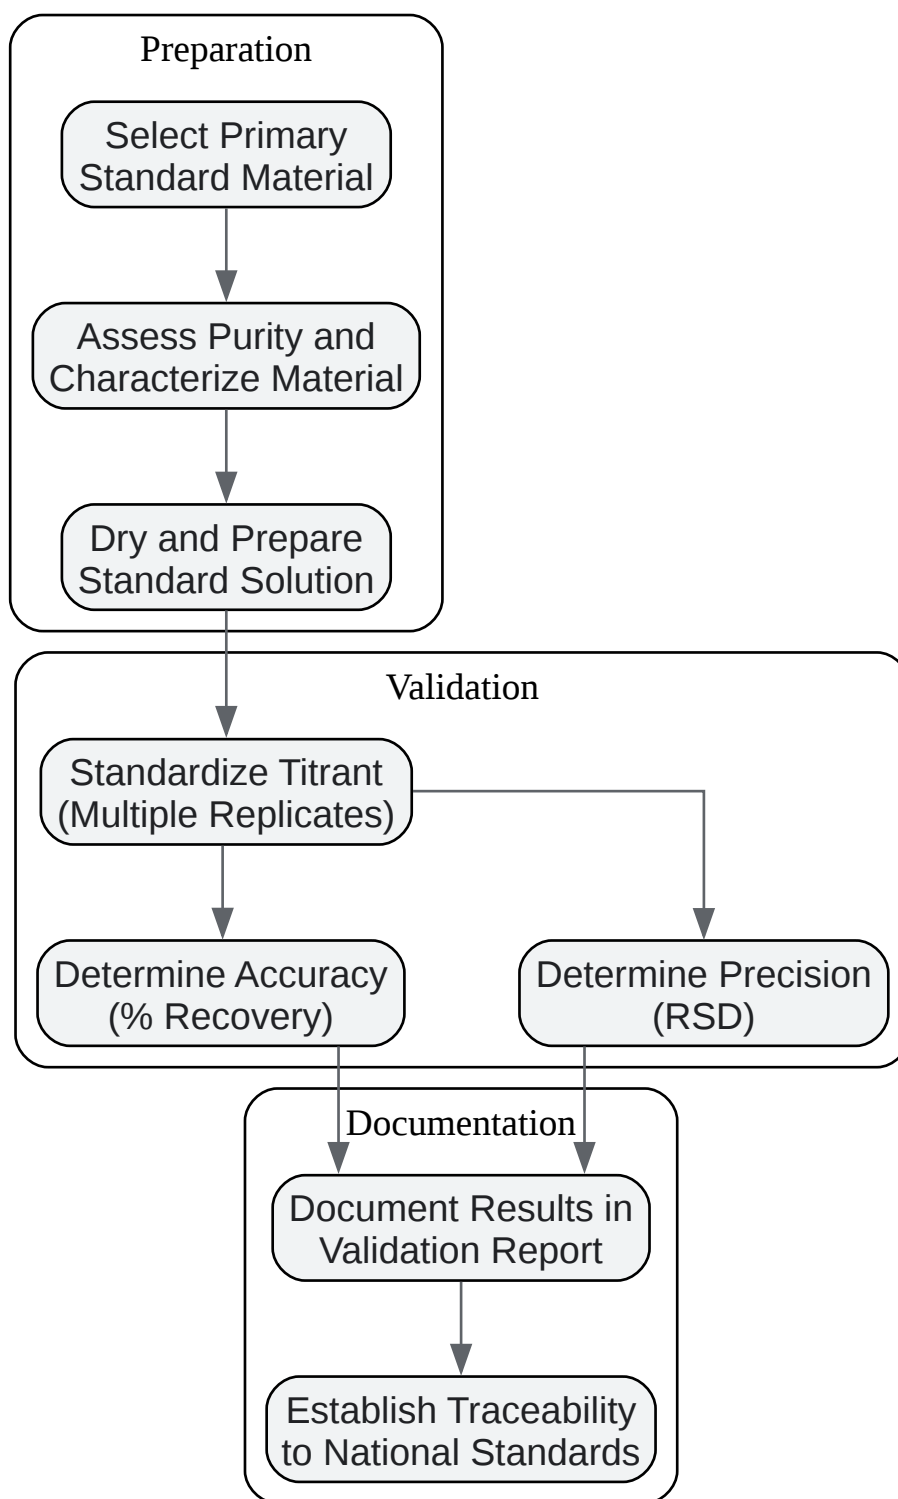 Preparation
Select Primary
Standard Material
Assess Purity and
Characterize Material
Dry and Prepare
Standard Solution
Validation
Standardize Titrant
(Multiple Replicates)
Determine Accuracy
(% Recovery)
Determine Precision
(RSD)
Documentation
Document Results in
Validation Report
Establish Traceability
to National Standards